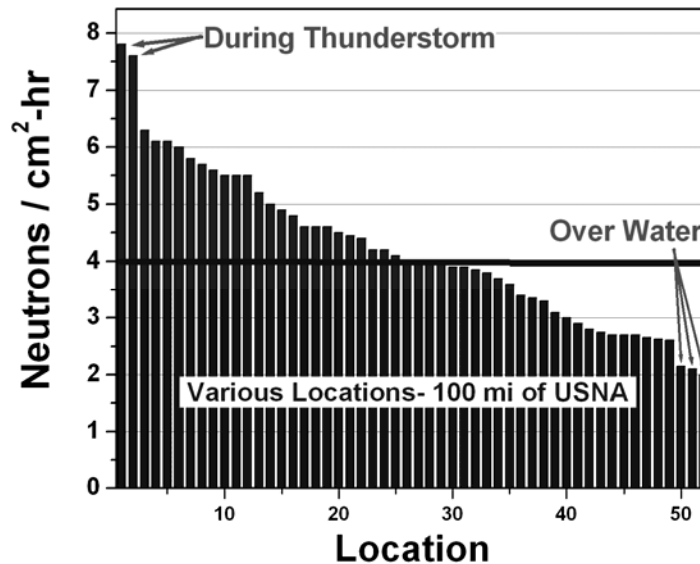 Neutrons / cm²-hr
8
7
6
5
4
3
2
1
0
During Thunderstorm
Over Water
Various Locations- 100 mi of USNA
10 20 30 40 50
Location